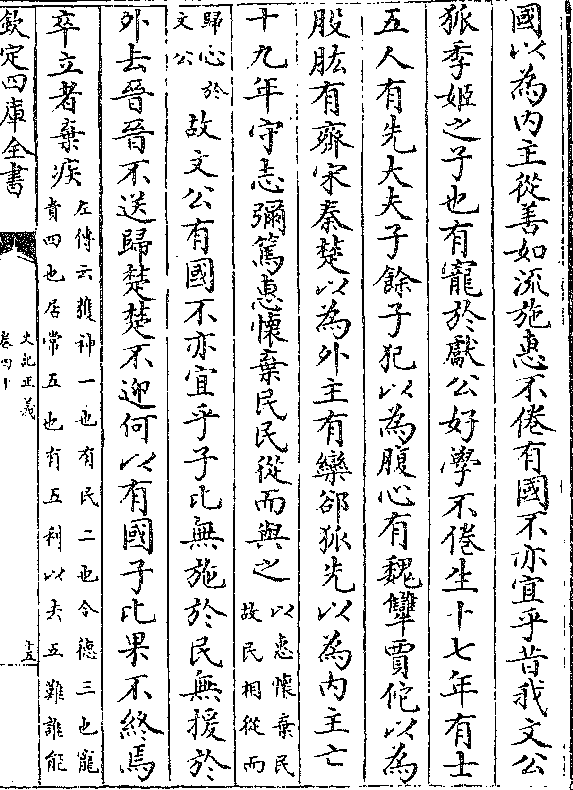 國以為内主從善如流施惠不倦有國不亦宜乎昔我文公
狐季姬之子也有寵於獻公好學不倦生十七年有士
五人有先大夫子餘子犯以為腹心有魏犫賈佗以為
股肱有齊宋秦楚以為外主有欒郤狐先以為内主亡
十九年守志彌篤惠懷棄民民從而與之以惠懷棄民故民相從而
歸心於文公故文公有國不亦宜乎子比無施於民無援於
外去晉晉不送歸楚楚不迎何以有國子比果不終焉
卒立者棄疾左傳云獲神一也有民二也令德三也寵貴四也居常五也有五利以去五難誰能
欽定四庫全書
史記正義
卷四十
十五